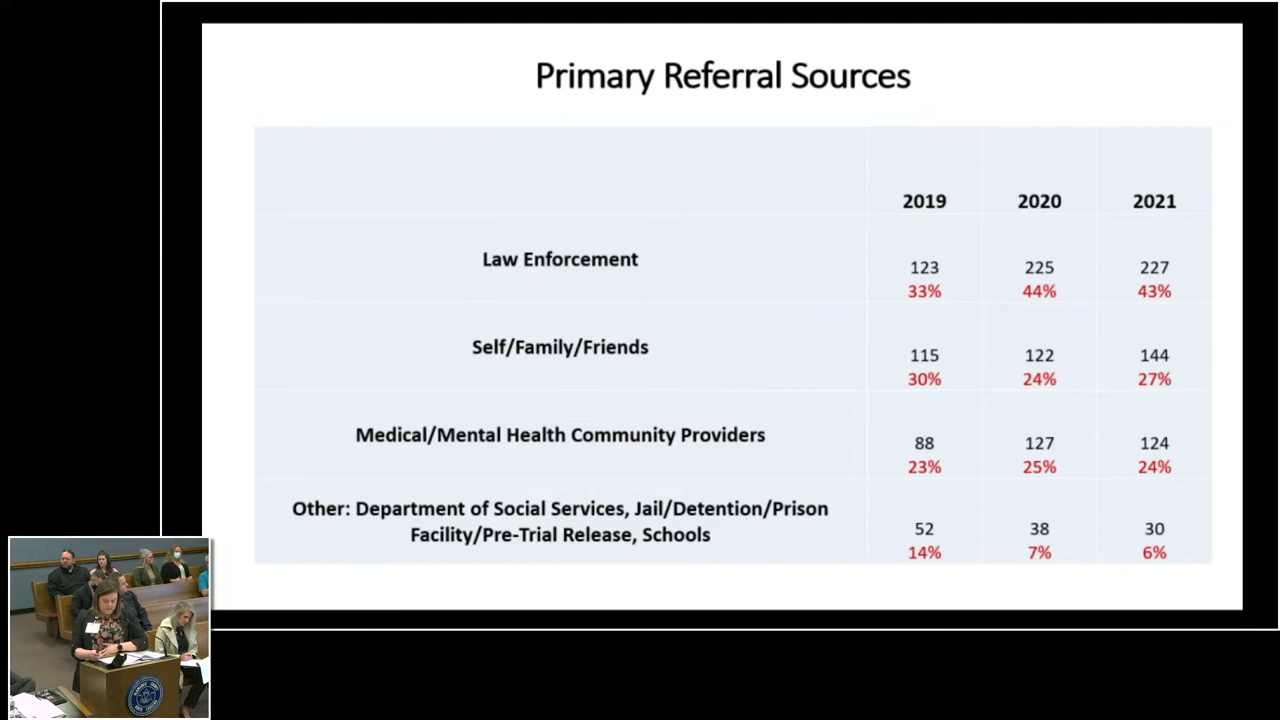 Primary Referral Sources
2019 2020 2021
Law Enforcement
123 225 227
33% 44% 43%
Self/Family/Friends
115 122 144
30% 24% 27%
Medical/Mental Health Community Providers
88 127 124
23% 25% 24%
Other: Department of Social Services, Jail/Detention/Prison
Facility/Pre-Trial Release, Schools
52 38 30
14% 7% 6%